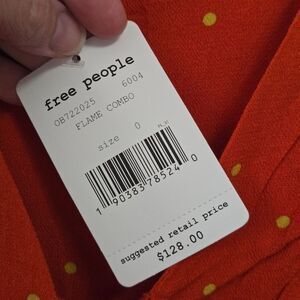 free people
OB722025 6004
FLAME COMBO
size 0
1 90383 78524 0
suggested retail price
$128.00